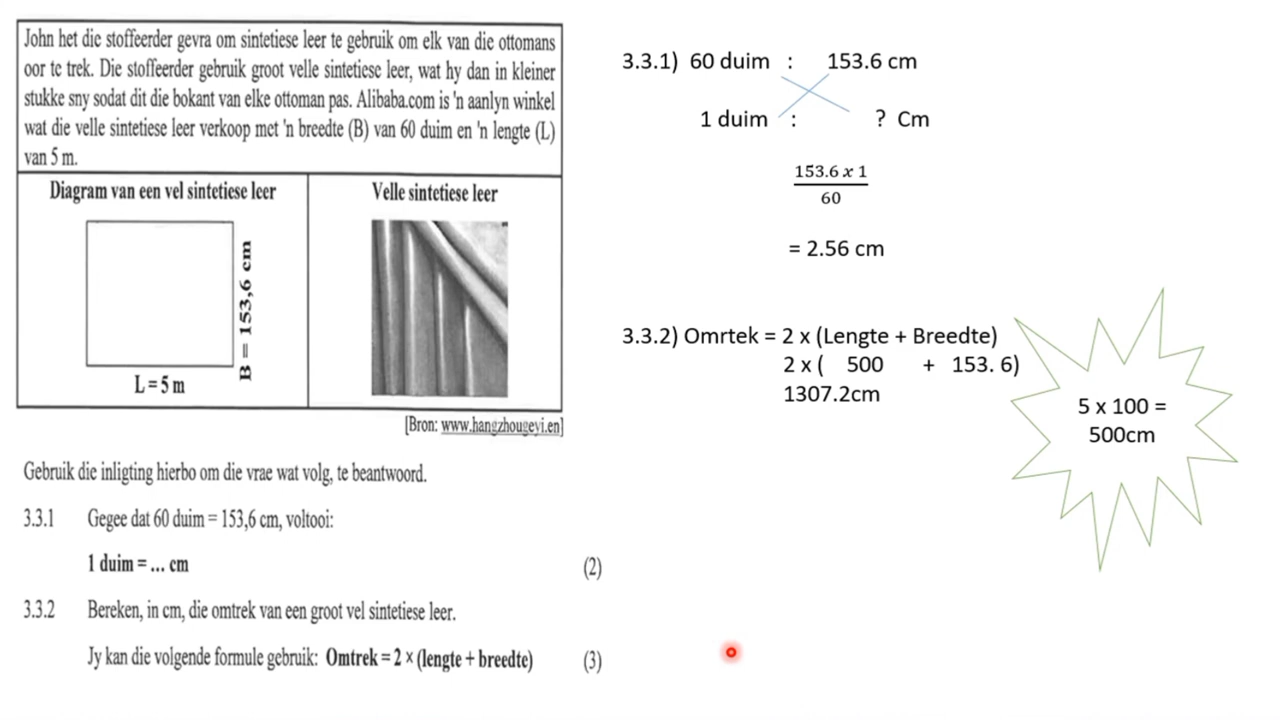 John het die stoffeerder gevra om sintetiese leer te gebruik om elk van die ottomans
oor te trek. Die stoffeerder gebruik groot velle sintetiese leer, wat hy dan in kleiner
stukke sny sodat dit die bokant van elke ottoman pas. Alibaba.com is 'n aanlyn winkel
wat die velle sintetiese leer verkoop met 'n breedte (B) van 60 duim en 'n lengte (L)
van 5 m.
Diagram van een vel sintetiese leer
Velle sintetiese leer
B = 153,6 cm
L = 5 m
[Bron: www.hangzhougeyi.en]
Gebruik die inligting hierbo om die vrae wat volg, te beantwoord.
3.3.1 Gegee dat 60 duim = 153,6 cm, voltooi:
1 duim = ... cm (2)
3.3.2 Bereken, in cm, die omtrek van een groot vel sintetiese leer.
Jy kan die volgende formule gebruik: Omtrek = 2 × (lengte + breedte) (3)
3.3.1) 60 duim : 153.6 cm
1 duim : ? Cm
153.6 x 1
60
= 2.56 cm
3.3.2) Omrtek = 2 x (Lengte + Breedte)
2 x ( 500 + 153. 6)
1307.2cm
5 x 100 =
500cm